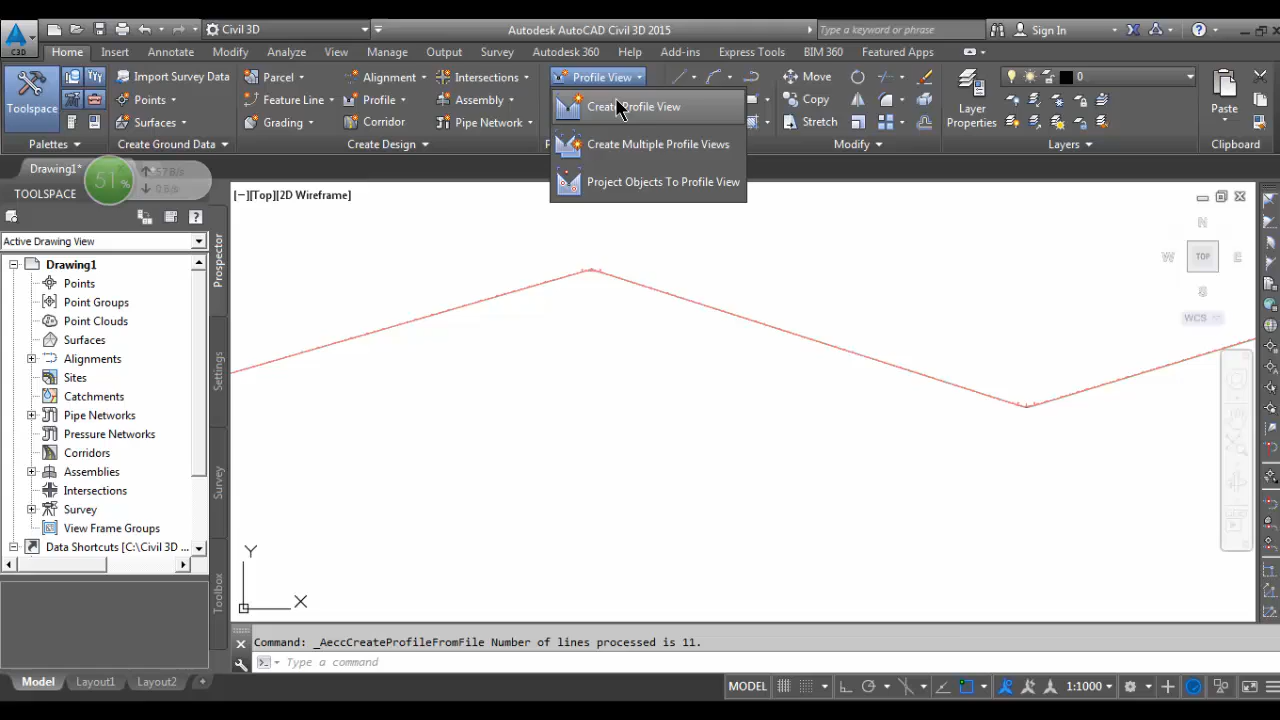 C3D
Civil 3D
Autodesk AutoCAD Civil 3D 2015
Type a keyword or phrase
Sign In
Home Insert Annotate Modify Analyze View Manage Output Survey Autodesk 360 Help Add-ins Express Tools BIM 360 Featured Apps
Toolspace
Import Survey Data
Points
Surfaces
Parcel
Feature Line
Grading
Alignment
Profile
Corridor
Intersections
Assembly
Pipe Network
Profile View
Create Profile View
Create Multiple Profile Views
Project Objects To Profile View
Move
Copy
Stretch
Layer
Properties
0
Paste
Palettes
Create Ground Data
Create Design
Modify
Layers
Clipboard
Drawing1*
51%
57B/s
0B/s
TOOLSPACE
Active Drawing View
Drawing1
Points
Point Groups
Point Clouds
Surfaces
Alignments
Sites
Catchments
Pipe Networks
Pressure Networks
Corridors
Assemblies
Intersections
Survey
View Frame Groups
Data Shortcuts [C:\Civil 3D ...
Prospector
Settings
Survey
Toolbox
[−][Top][2D Wireframe]
N
W TOP E
S
WCS
Y
X
Command: _AeccCreateProfileFromFile Number of lines processed is 11.
Type a command
Model Layout1 Layout2 +
MODEL
1:1000